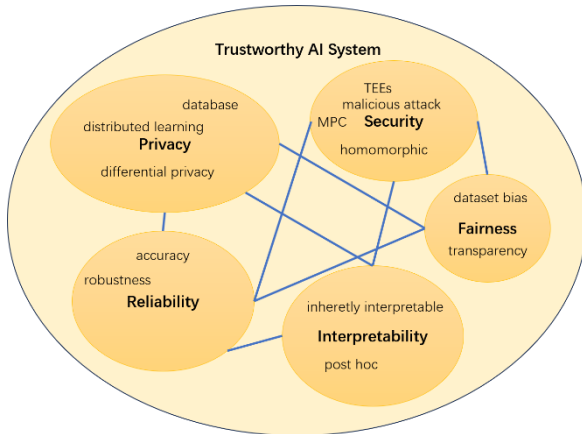 Trustworthy AI System
database
distributed learning
Privacy
differential privacy
TEEs
malicious attack
MPC Security
homomorphic
dataset bias
Fairness
transparency
accuracy
robustness
Reliability
inheretly interpretable
Interpretability
post hoc